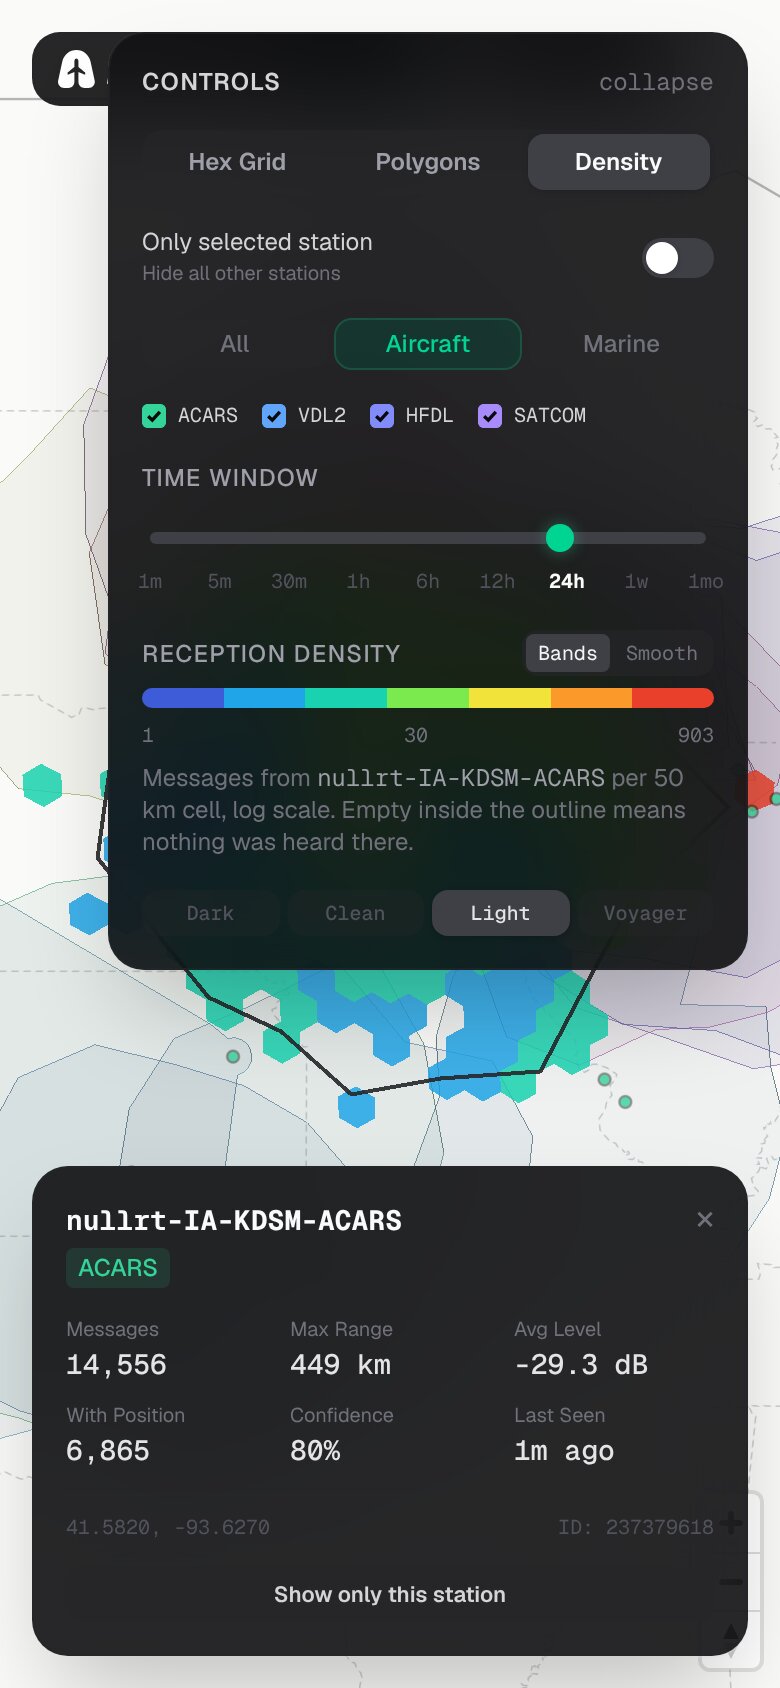 CONTROLS
collapse
Hex Grid
Polygons
Density
Only selected station
Hide all other stations
All
Aircraft
Marine
ACARS
VDL2
HFDL
SATCOM
TIME WINDOW
1m
5m
30m
1h
6h
12h
24h
1w
1mo
RECEPTION DENSITY
Bands
Smooth
1
30
903
Messages from nullrt-IA-KDSM-ACARS per 50
km cell, log scale. Empty inside the outline means
nothing was heard there.
Dark
Clean
Light
Voyager
nullrt-IA-KDSM-ACARS
×
ACARS
Messages
Max Range
Avg Level
14,556
449 km
-29.3 dB
With Position
Confidence
Last Seen
6,865
80%
1m ago
41.5820, -93.6270
ID: 237379618
Show only this station